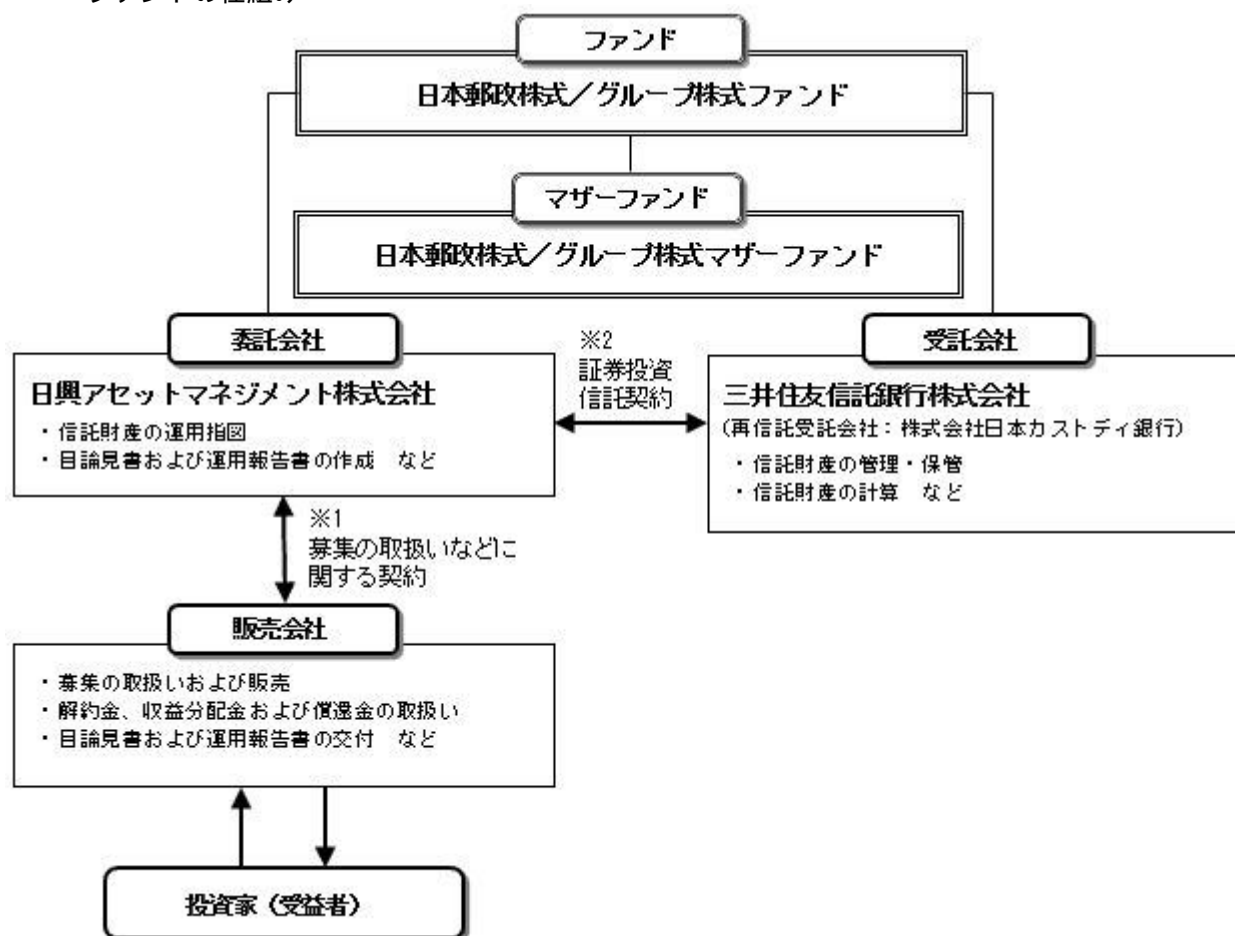 ファンドの仕組み
ファンド
日本郵政株式／グループ株式ファンド
マザーファンド
日本郵政株式／グループ株式マザーファンド
委託会社
日興アセットマネジメント株式会社
・信託財産の運用指図
・目論見書および運用報告書の作成　など
※2
証券投資
信託契約
受託会社
三井住友信託銀行株式会社
(再信託受託会社：株式会社日本カストディ銀行)
・信託財産の管理・保管
・信託財産の計算　など
※1
募集の取扱いなどに
関する契約
販売会社
・募集の取扱いおよび販売
・解約金、収益分配金および償還金の取扱い
・目論見書および運用報告書の交付　など
投資家（受益者）